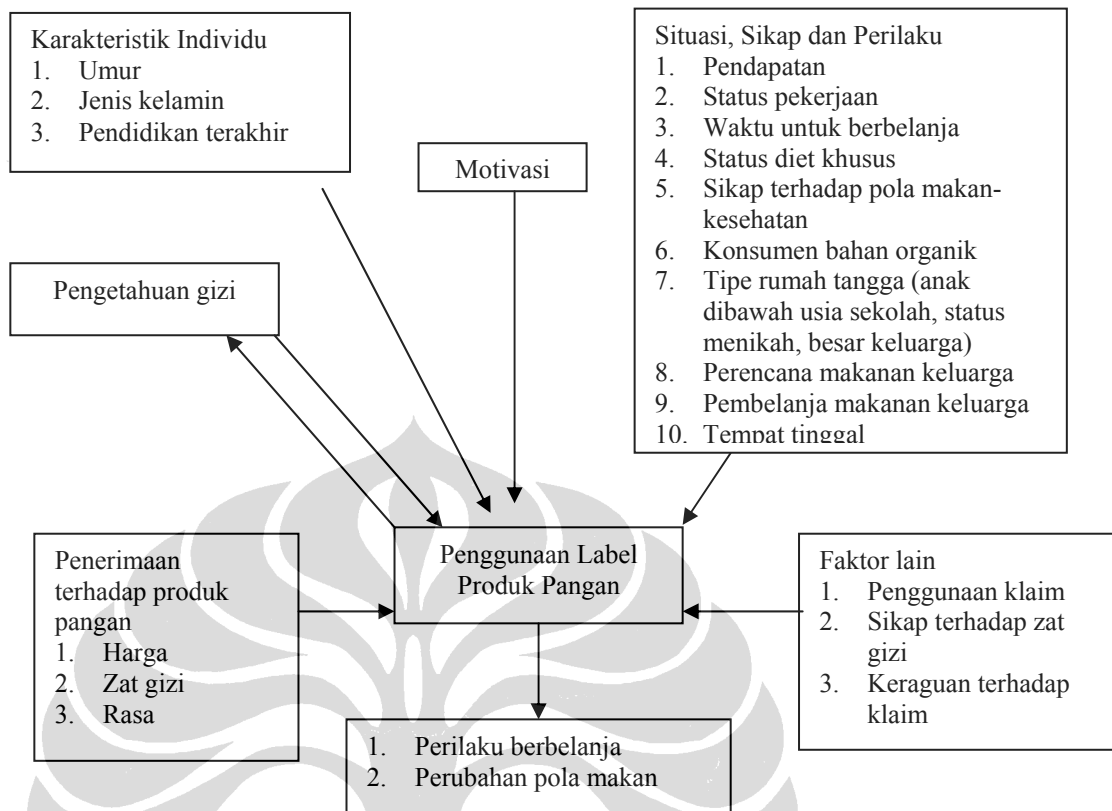 Karakteristik Individu
1. Umur
2. Jenis kelamin
3. Pendidikan terakhir
Motivasi
Situasi, Sikap dan Perilaku
1. Pendapatan
2. Status pekerjaan
3. Waktu untuk berbelanja
4. Status diet khusus
5. Sikap terhadap pola makan-
kesehatan
6. Konsumen bahan organik
7. Tipe rumah tangga (anak
dibawah usia sekolah, status
menikah, besar keluarga)
8. Perencana makanan keluarga
9. Pembelanja makanan keluarga
10. Tempat tinggal
Pengetahuan gizi
Penerimaan
terhadap produk
pangan
1. Harga
2. Zat gizi
3. Rasa
Penggunaan Label
Produk Pangan
Faktor lain
1. Penggunaan klaim
2. Sikap terhadap zat
gizi
3. Keraguan terhadap
klaim
1. Perilaku berbelanja
2. Perubahan pola makan